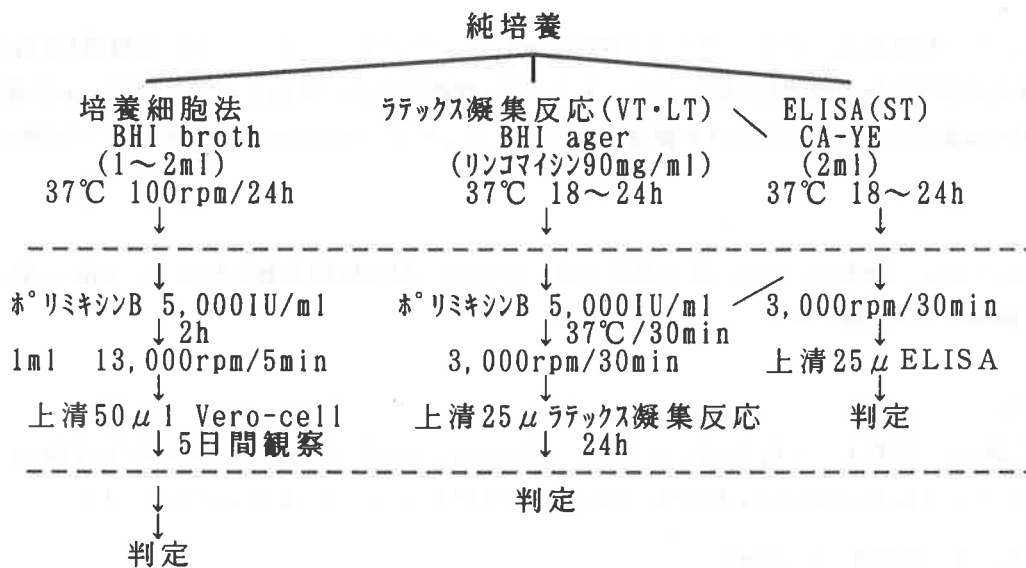 純培養
培養細胞法 ラテックス凝集反応(VT・LT) ELISA(ST)
BHI broth BHI ager CA-YE
(1～2ml) (リンコマイシン90mg/ml) (2ml)
37℃ 100rpm/24h 37℃ 18～24h 37℃ 18～24h
↓ ↓ ↓
↓ ↓ ↓
ポリミキシンB 5,000IU/ml ポリミキシンB 5,000IU/ml 3,000rpm/30min
↓2h ↓37℃/30min ↓
1ml 13,000rpm/5min 3,000rpm/30min 上清25μELISA
↓ ↓ ↓
上清50μl Vero-cell 上清25μラテックス凝集反応 判定
↓5日間観察 ↓ 24h
↓ 判定
↓
判定